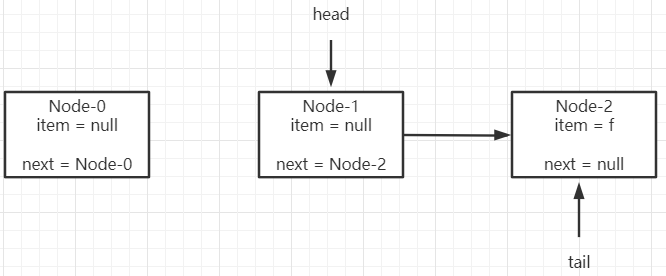 head
Node-0
item = null
next = Node-0
Node-1
item = null
next = Node-2
Node-2
item = f
next = null
tail